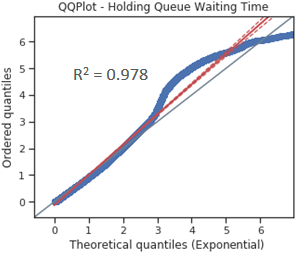 QQPlot - Holding Queue Waiting Time
R² = 0.978
Ordered quantiles
6
5
4
3
2
1
0
0 1 2 3 4 5 6
Theoretical quantiles (Exponential)